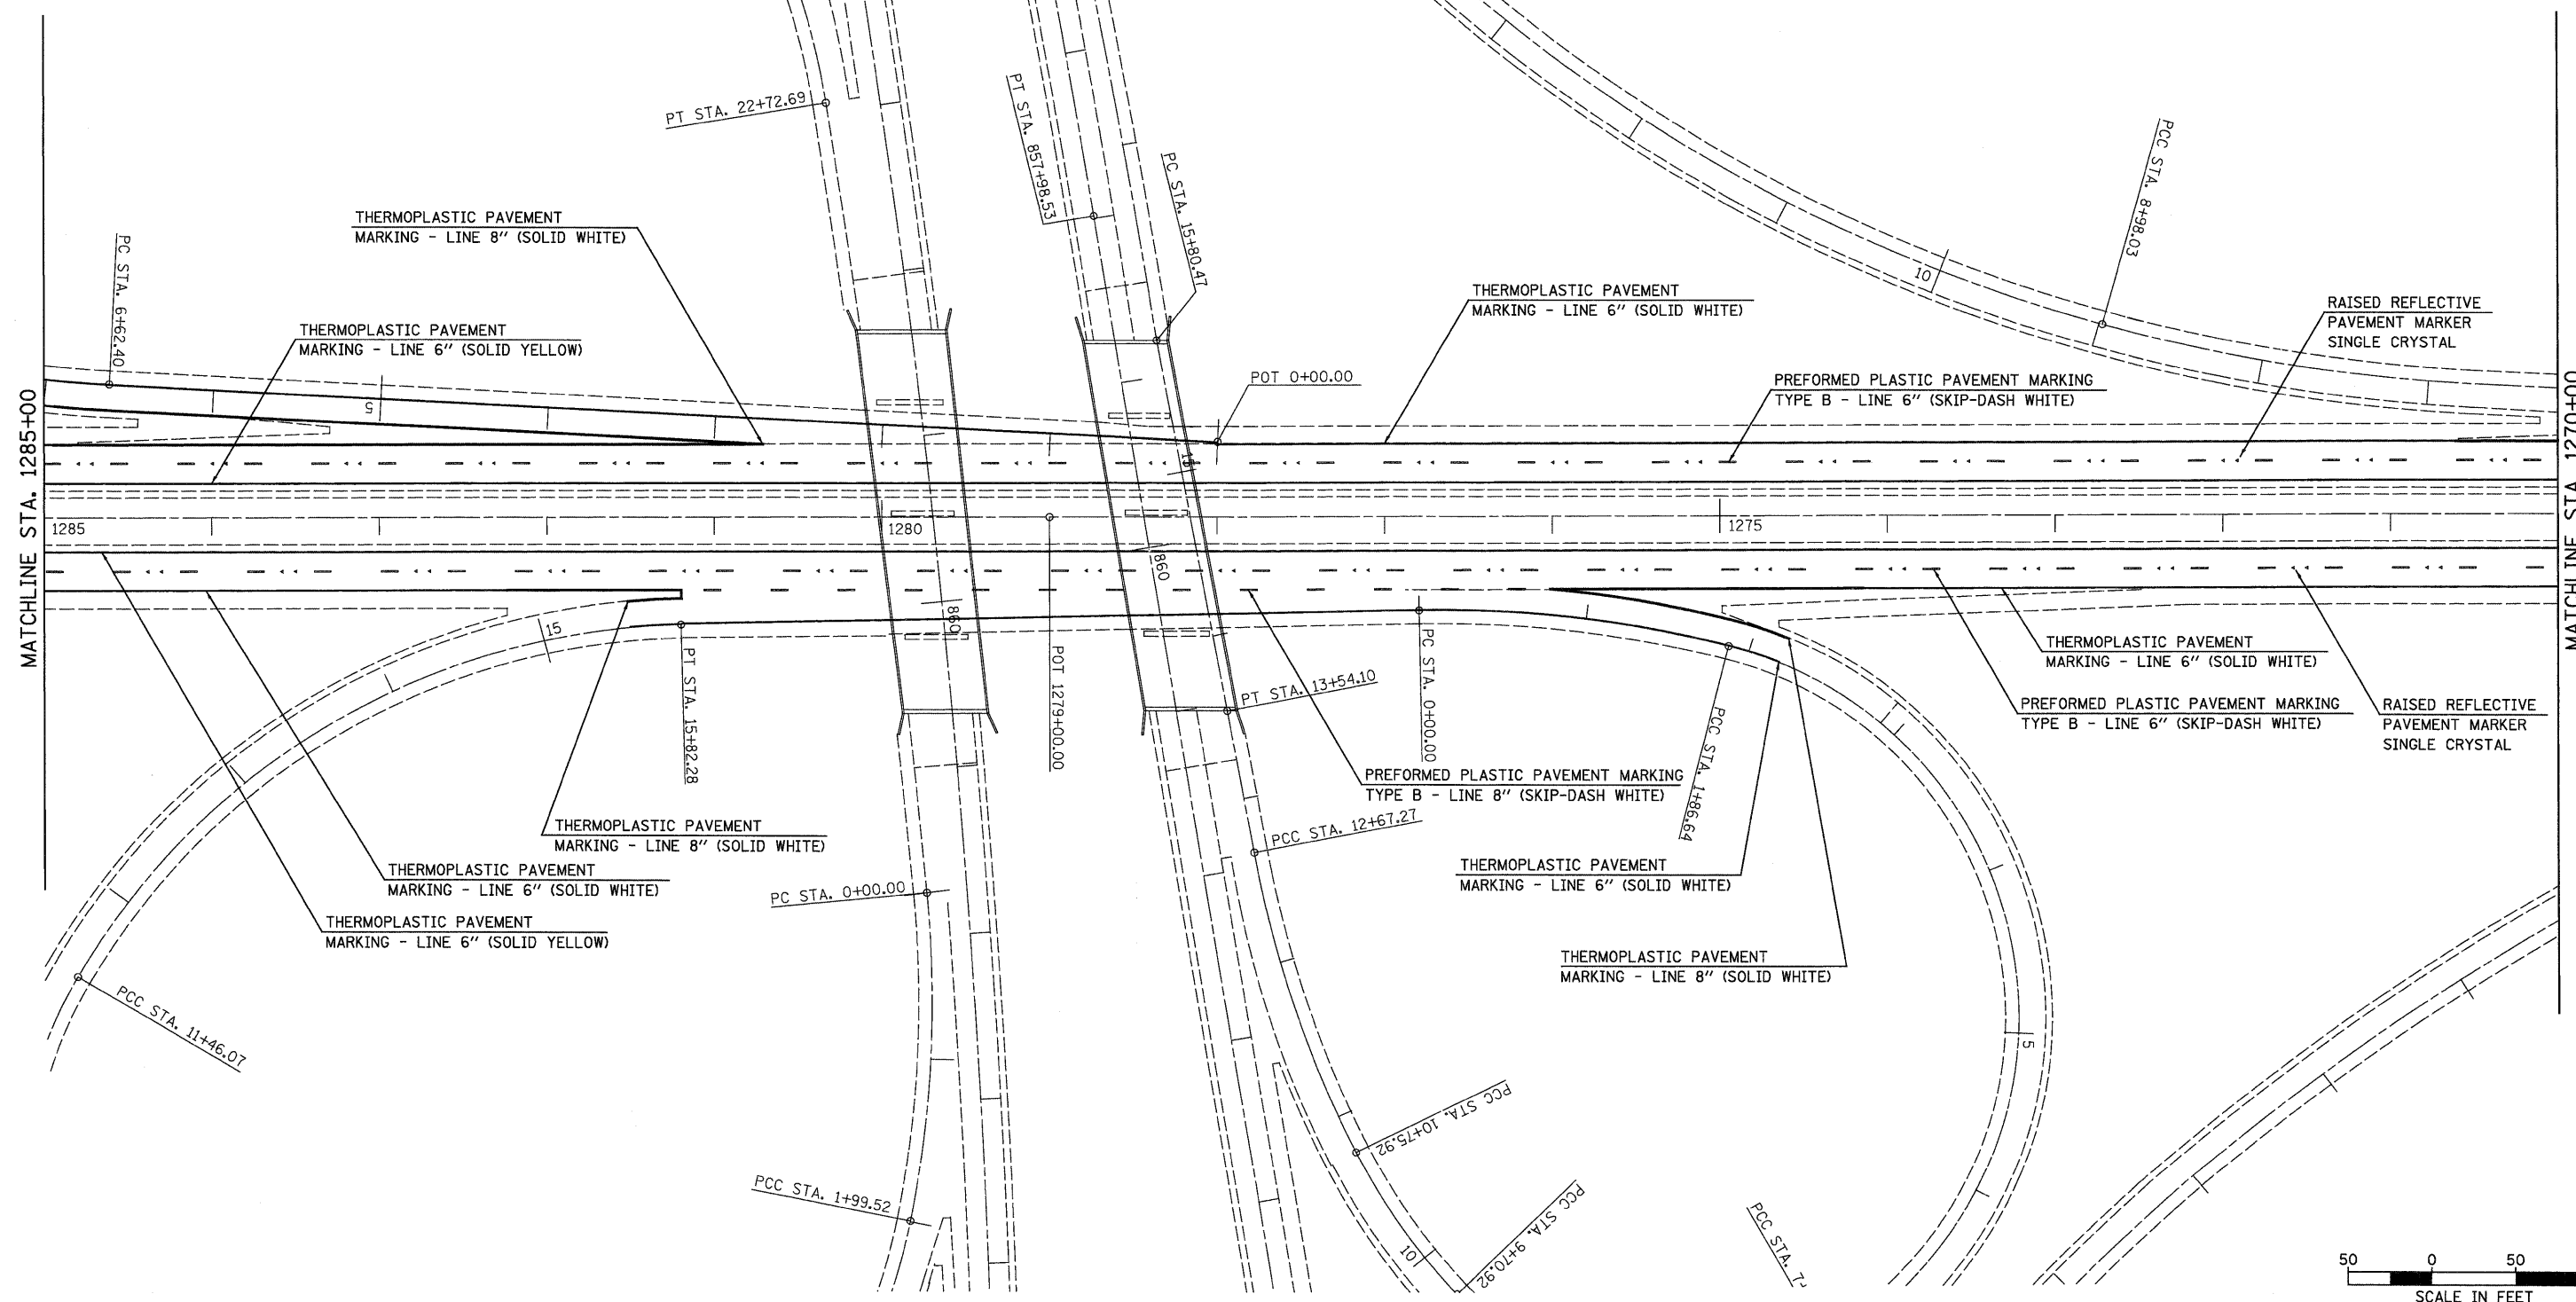 PT STA. 22+72.69
PT STA. 857+98.53
PC STA. 15+80.47
PCC STA. 8+98.03
THERMOPLASTIC PAVEMENT
MARKING - LINE 8" (SOLID WHITE)
PC STA. 6+62.40
THERMOPLASTIC PAVEMENT
MARKING - LINE 6" (SOLID YELLOW)
10
THERMOPLASTIC PAVEMENT
MARKING - LINE 6" (SOLID WHITE)
RAISED REFLECTIVE
PAVEMENT MARKER
SINGLE CRYSTAL
POT 0+00.00
PREFORMED PLASTIC PAVEMENT MARKING
TYPE B - LINE 6" (SKIP-DASH WHITE)
5
MATCHLINE STA. 1285+00
MATCHLINE STA. 1270+00
15
1285
1280
1275
860
860
15
PT STA. 15+82.28
POT 1279+00.00
PT STA. 13+54.10
PC STA. 0+00.00
PCC STA. 1+86.64
THERMOPLASTIC PAVEMENT
MARKING - LINE 6" (SOLID WHITE)
PREFORMED PLASTIC PAVEMENT MARKING
TYPE B - LINE 6" (SKIP-DASH WHITE)
RAISED REFLECTIVE
PAVEMENT MARKER
SINGLE CRYSTAL
PREFORMED PLASTIC PAVEMENT MARKING
TYPE B - LINE 8" (SKIP-DASH WHITE)
THERMOPLASTIC PAVEMENT
MARKING - LINE 8" (SOLID WHITE)
PCC STA. 12+67.27
THERMOPLASTIC PAVEMENT
MARKING - LINE 6" (SOLID WHITE)
THERMOPLASTIC PAVEMENT
MARKING - LINE 6" (SOLID WHITE)
PC STA. 0+00.00
THERMOPLASTIC PAVEMENT
MARKING - LINE 6" (SOLID YELLOW)
THERMOPLASTIC PAVEMENT
MARKING - LINE 8" (SOLID WHITE)
PCC STA. 11+46.07
5
PCC STA. 10+75.92
PCC STA. 1+99.52
PCC STA. 9+70.92
10
PCC STA. 7+
50
0
50
SCALE IN FEET